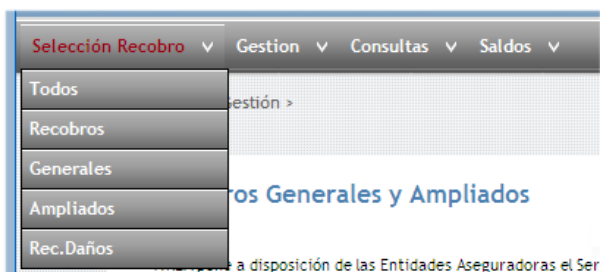 Selección Recobro Gestion Consultas Saldos
Todos
estión >
Recobros
Generales
ros Generales y Ampliados
Ampliados
Rec.Daños
a disposición de las Entidades Aseguradoras el Ser